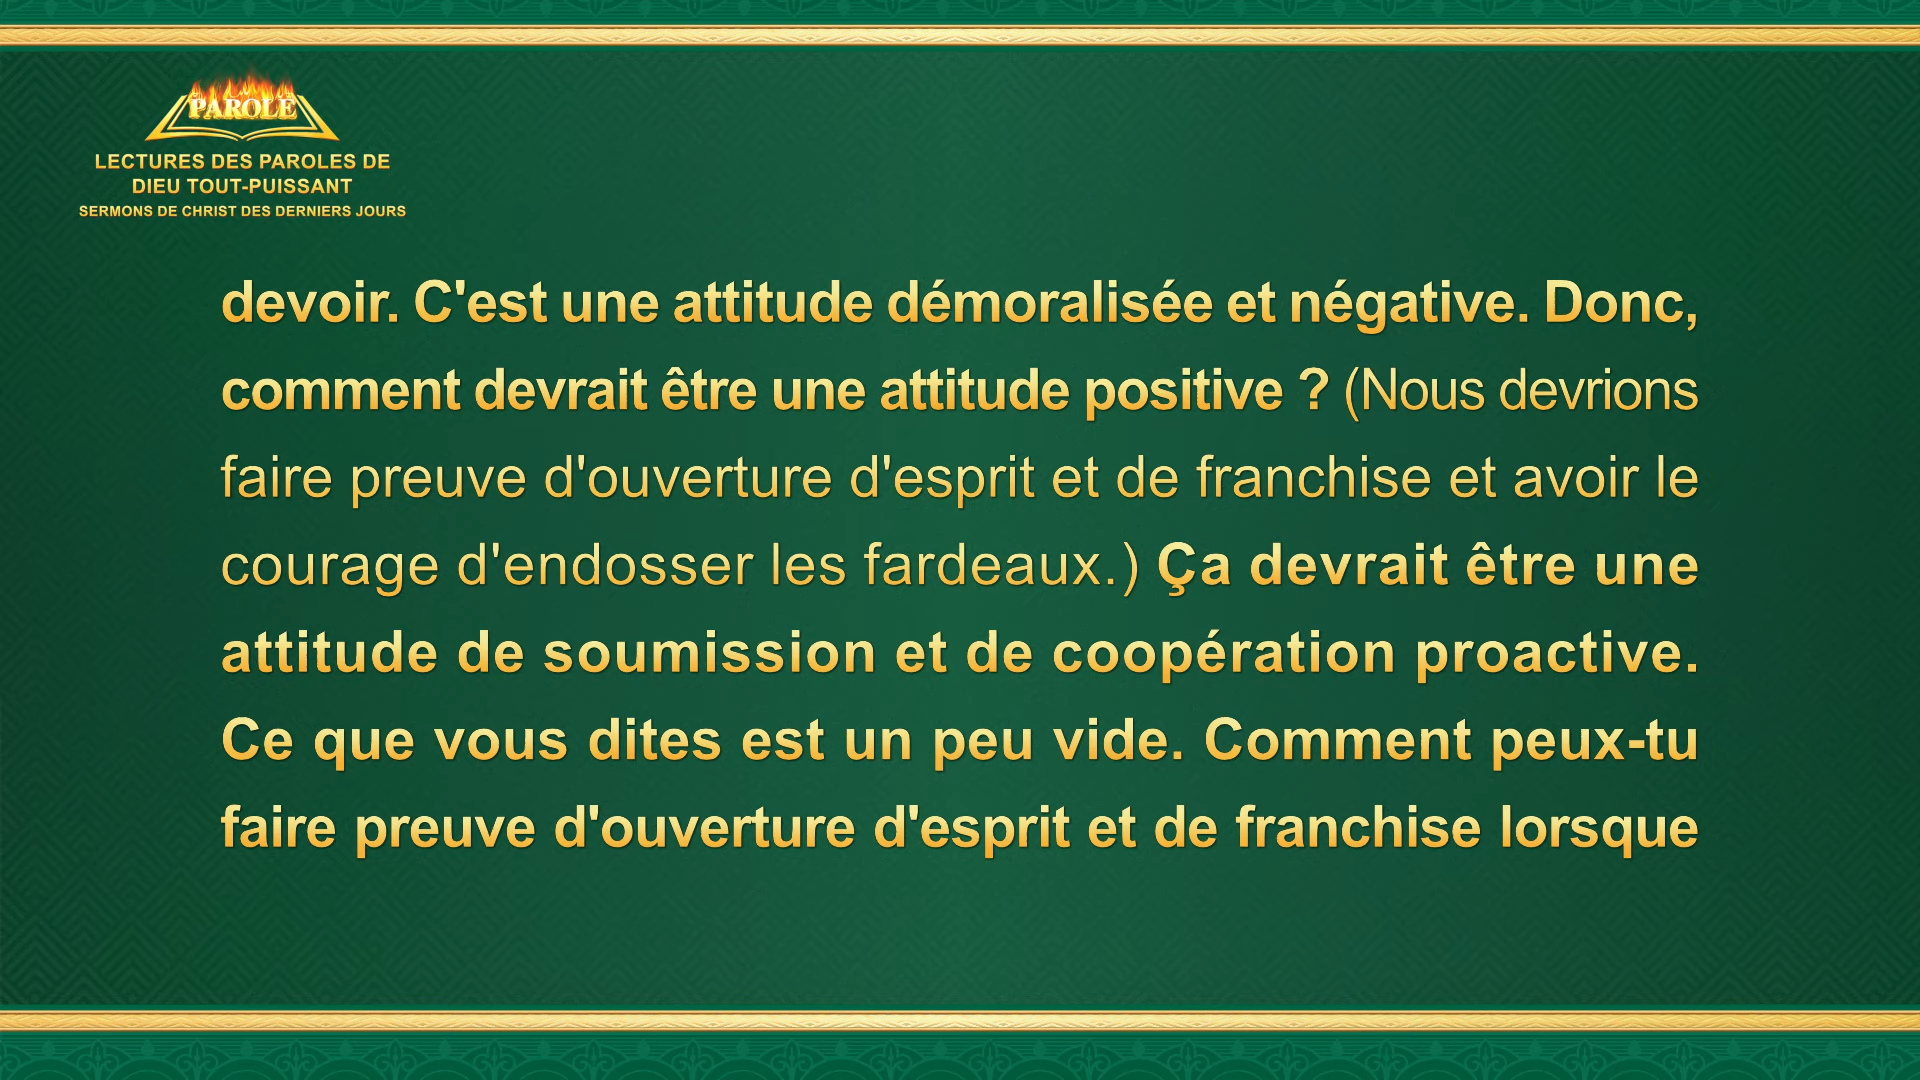 PAROLE
LECTURES DES PAROLES DE
DIEU TOUT-PUISSANT
SERMONS DE CHRIST DES DERNIERS JOURS
devoir. C'est une attitude démoralisée et négative. Donc,
comment devrait être une attitude positive ? (Nous devrions
faire preuve d'ouverture d'esprit et de franchise et avoir le
courage d'endosser les fardeaux.) Ça devrait être une
attitude de soumission et de coopération proactive.
Ce que vous dites est un peu vide. Comment peux-tu
faire preuve d'ouverture d'esprit et de franchise lorsque